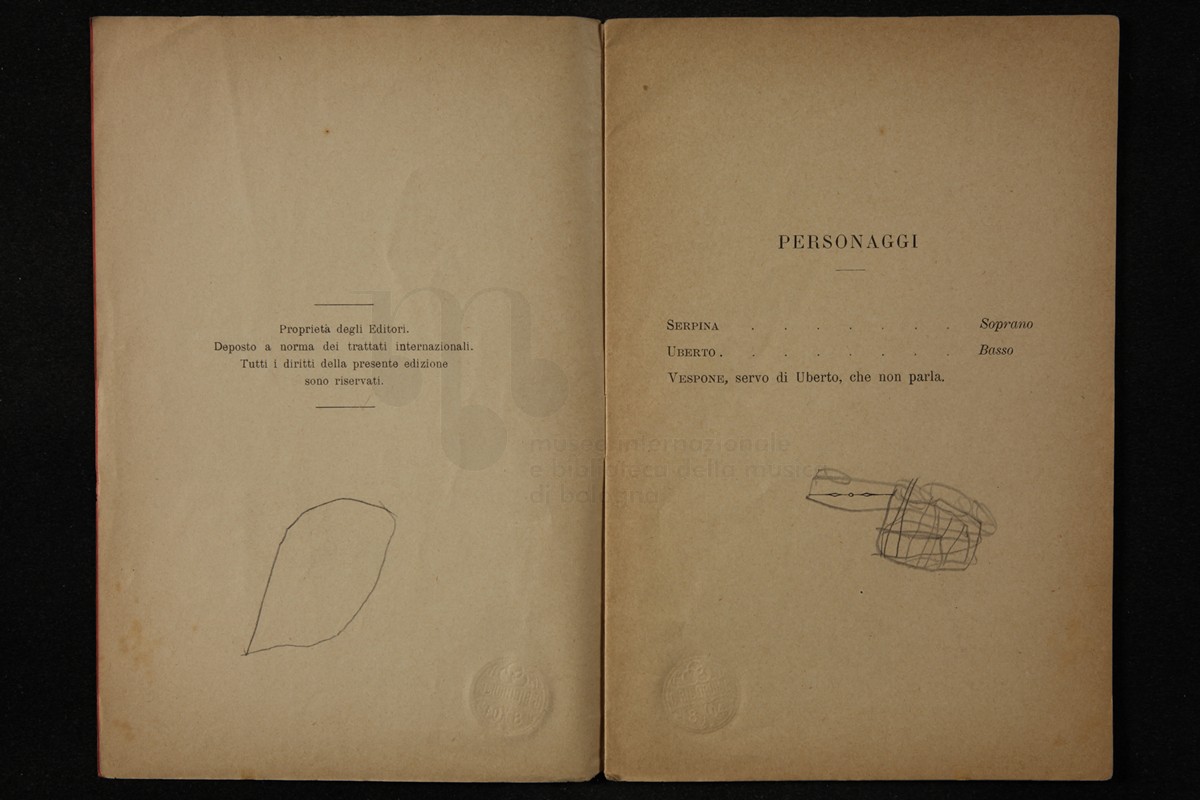 Proprietà degli Editori.
Deposto a norma dei trattati internazionali.
Tutti i diritti della presente edizione
sono riservati.
PERSONAGGI
SERPINA . . . . . . . Soprano
UBERTO . . . . . . . . Basso
VESPONE, servo di Uberto, che non parla.
museo internazionale
e biblioteca della musica
di bologna